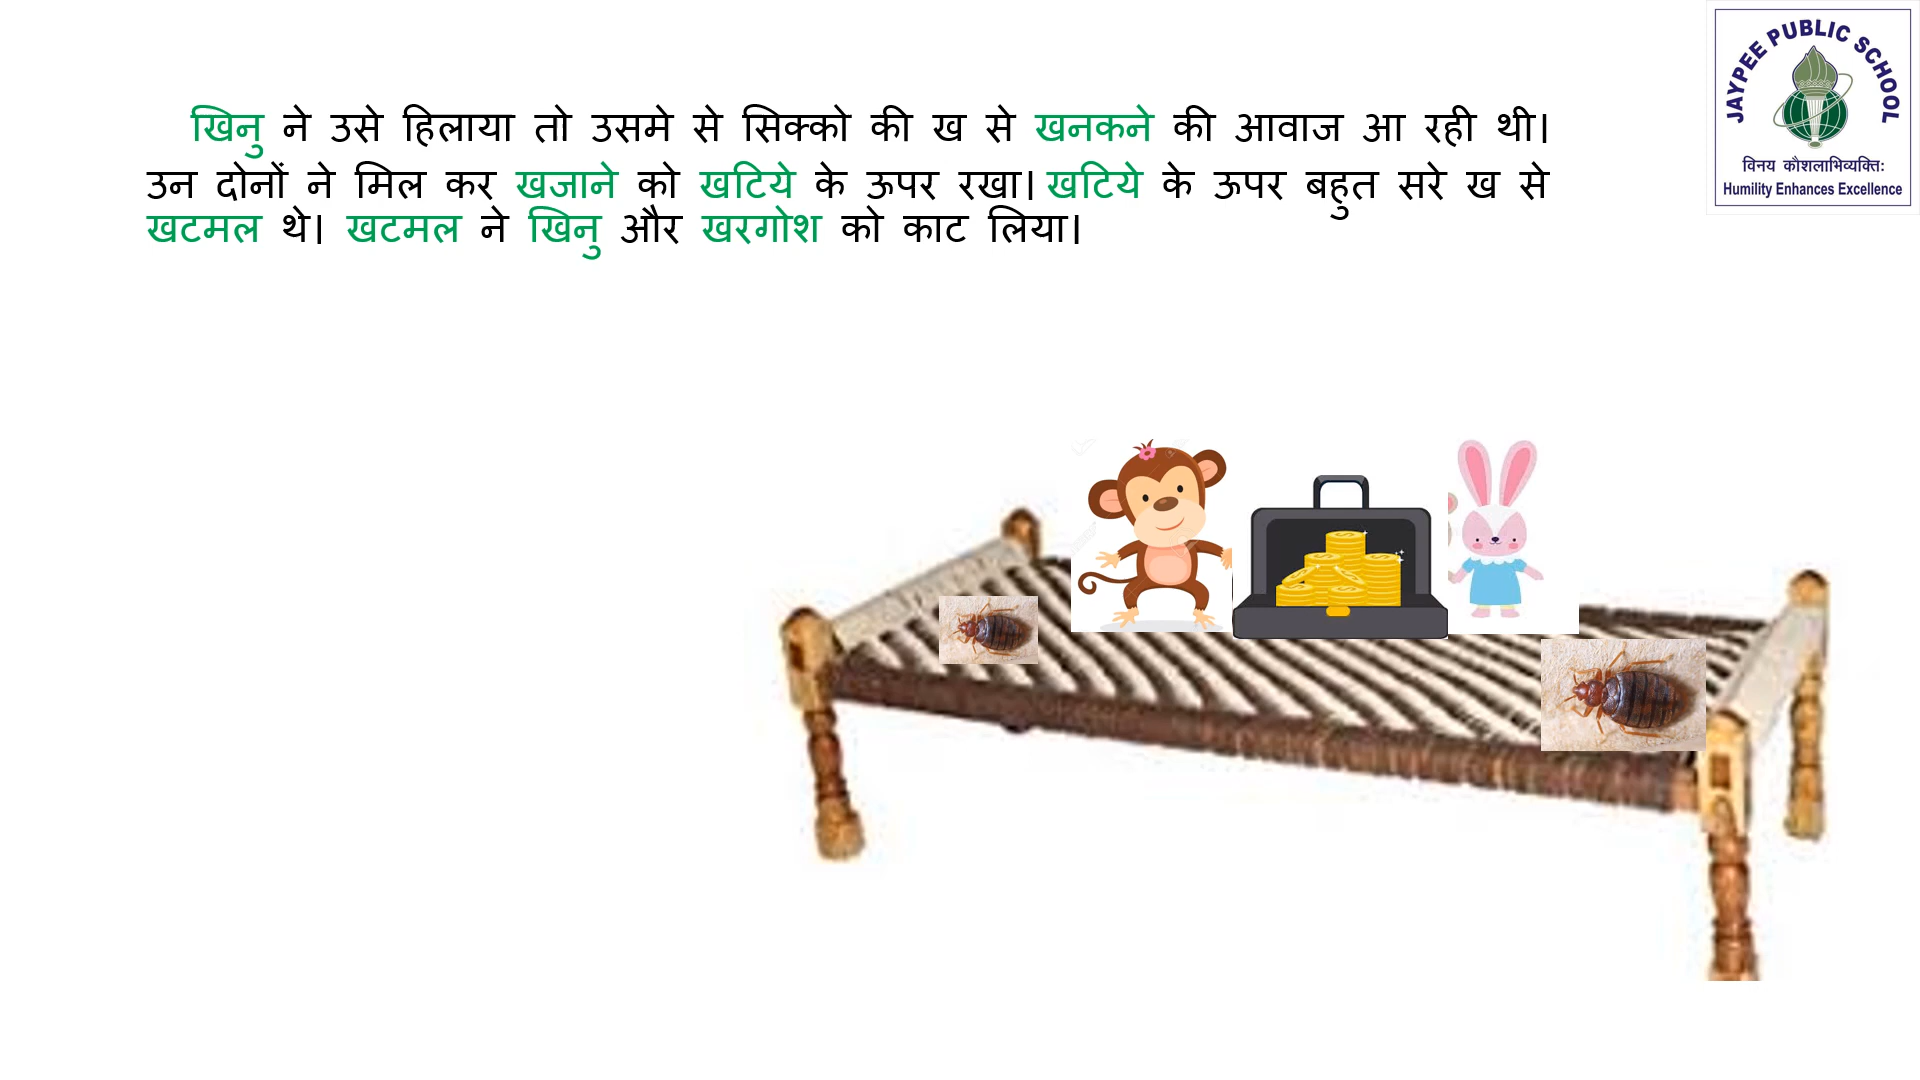 खिनु ने उसे हिलाया तो उसमे से सिक्को की ख से खनकने की आवाज आ रही थी।
उन दोनों ने मिल कर खजाने को खटिये के ऊपर रखा। खटिये के ऊपर बहुत सरे ख से
खटमल थे। खटमल ने खिनु और खरगोश को काट लिया।
JAYPEE PUBLIC SCHOOL
विनय कौशलाभिव्यक्तिः
Humility Enhances Excellence